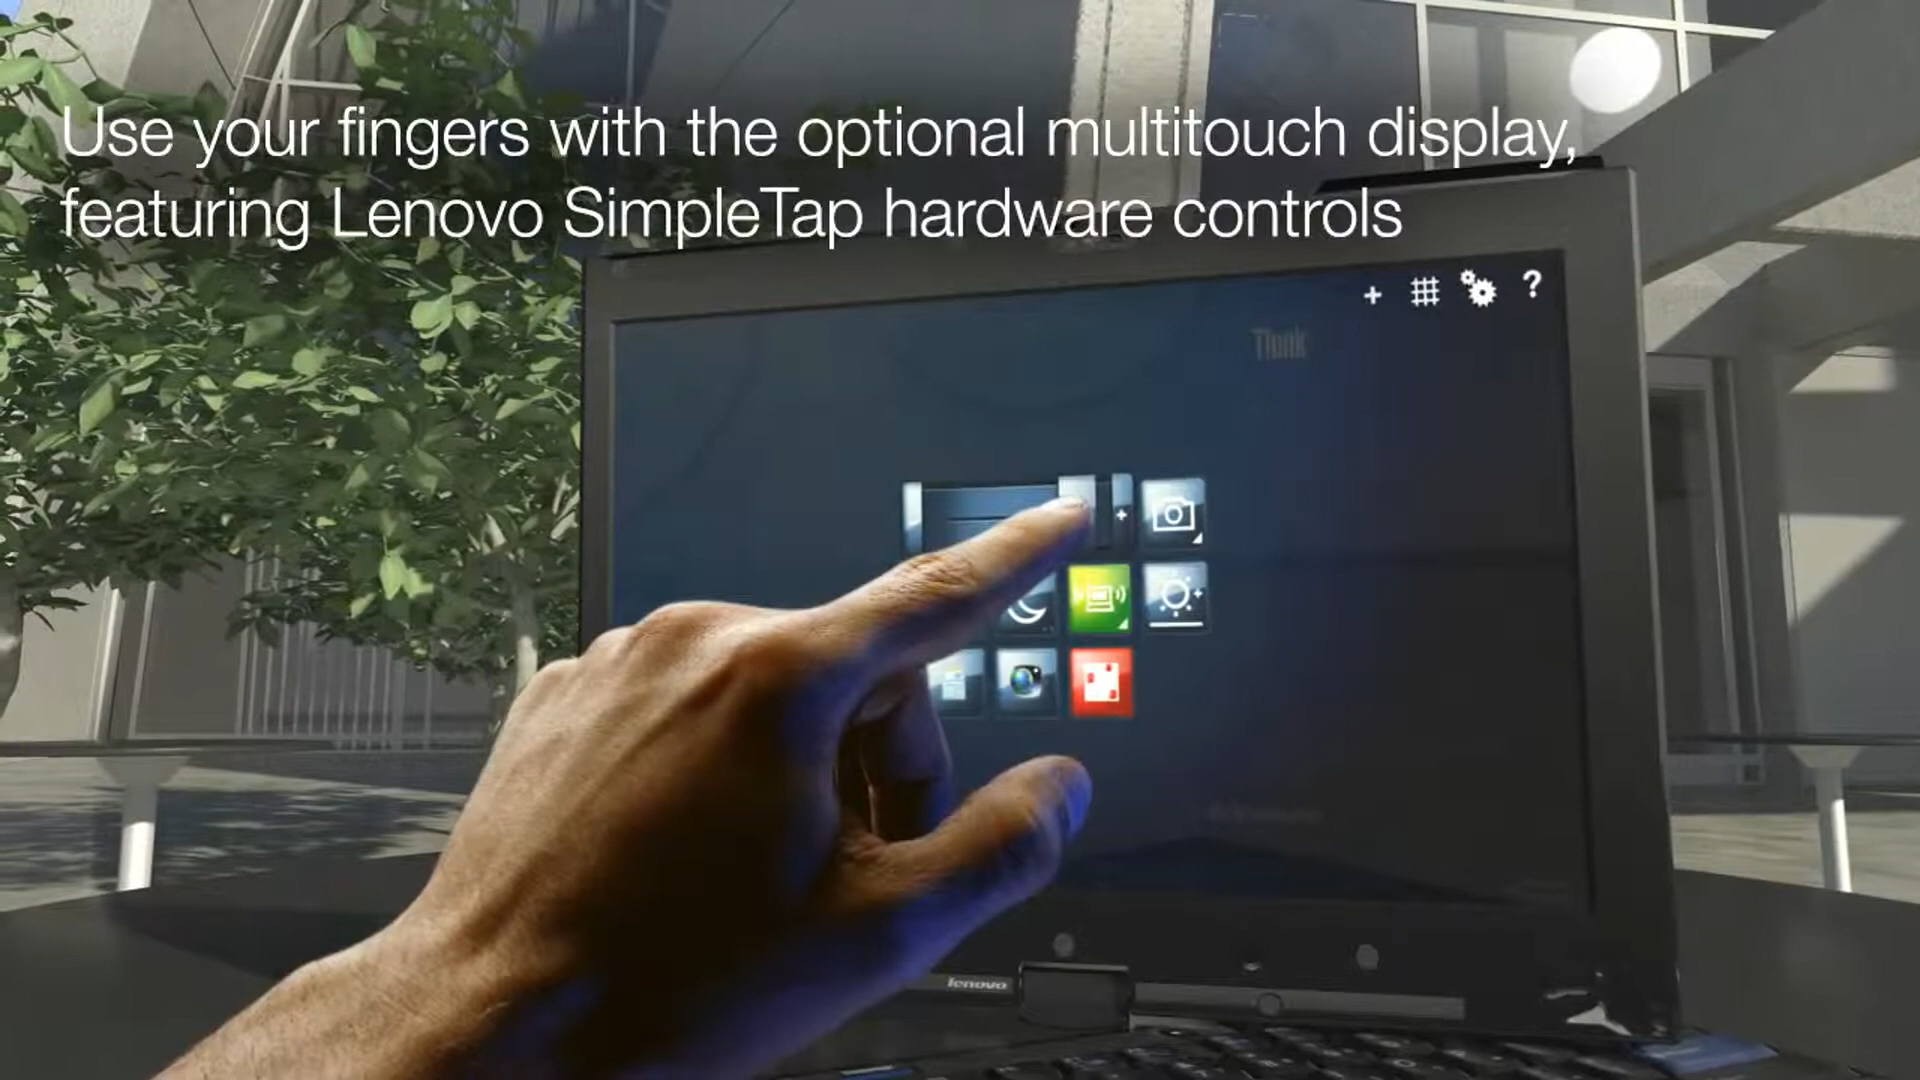 Use your fingers with the optional multitouch display,
featuring Lenovo SimpleTap hardware controls
+ ?
Think
+
lenovo